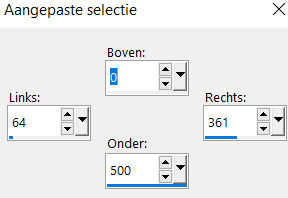 Aangepaste selectie
Boven:
0
Links:
64
Rechts:
361
Onder:
500